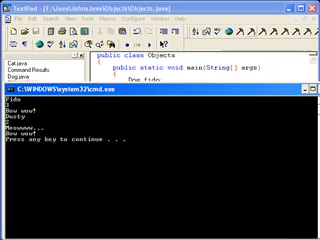 TextPad - [C:\Java\JohnsJava\Objects\Objects.java]
File Edit Search View Tools Macros Configure Window Help
Cat.java
Command Results
Dog.java
public class Objects
{
public static void main(String[] args)
{
Dog fido;
C:\WINDOWS\system32\cmd.exe
Fido
3
Bow wow!
Dusty
2
Meowwww...
Bow wow!
Press any key to continue . . .